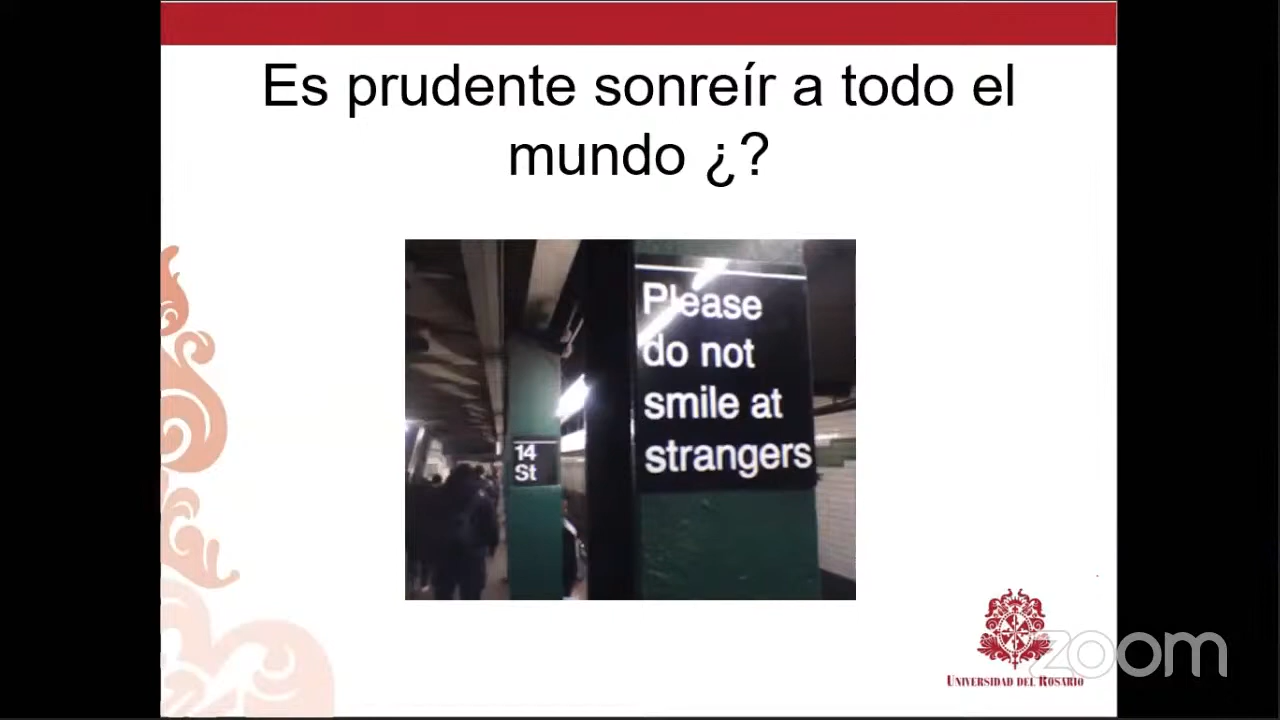 Es prudente sonreír a todo el
mundo ¿?
Please
do not
smile at
strangers
14
St
zoom
UNIVERSIDAD DEL ROSARIO